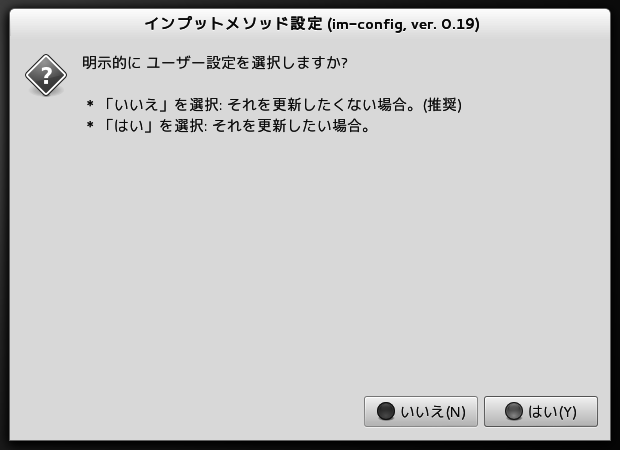 インプットメソッド設定 (im-config, ver. 0.19)
明示的に ユーザー設定を選択しますか?
* 「いいえ」を選択: それを更新したくない場合。(推奨)
* 「はい」を選択: それを更新したい場合。
いいえ(N) はい(Y)